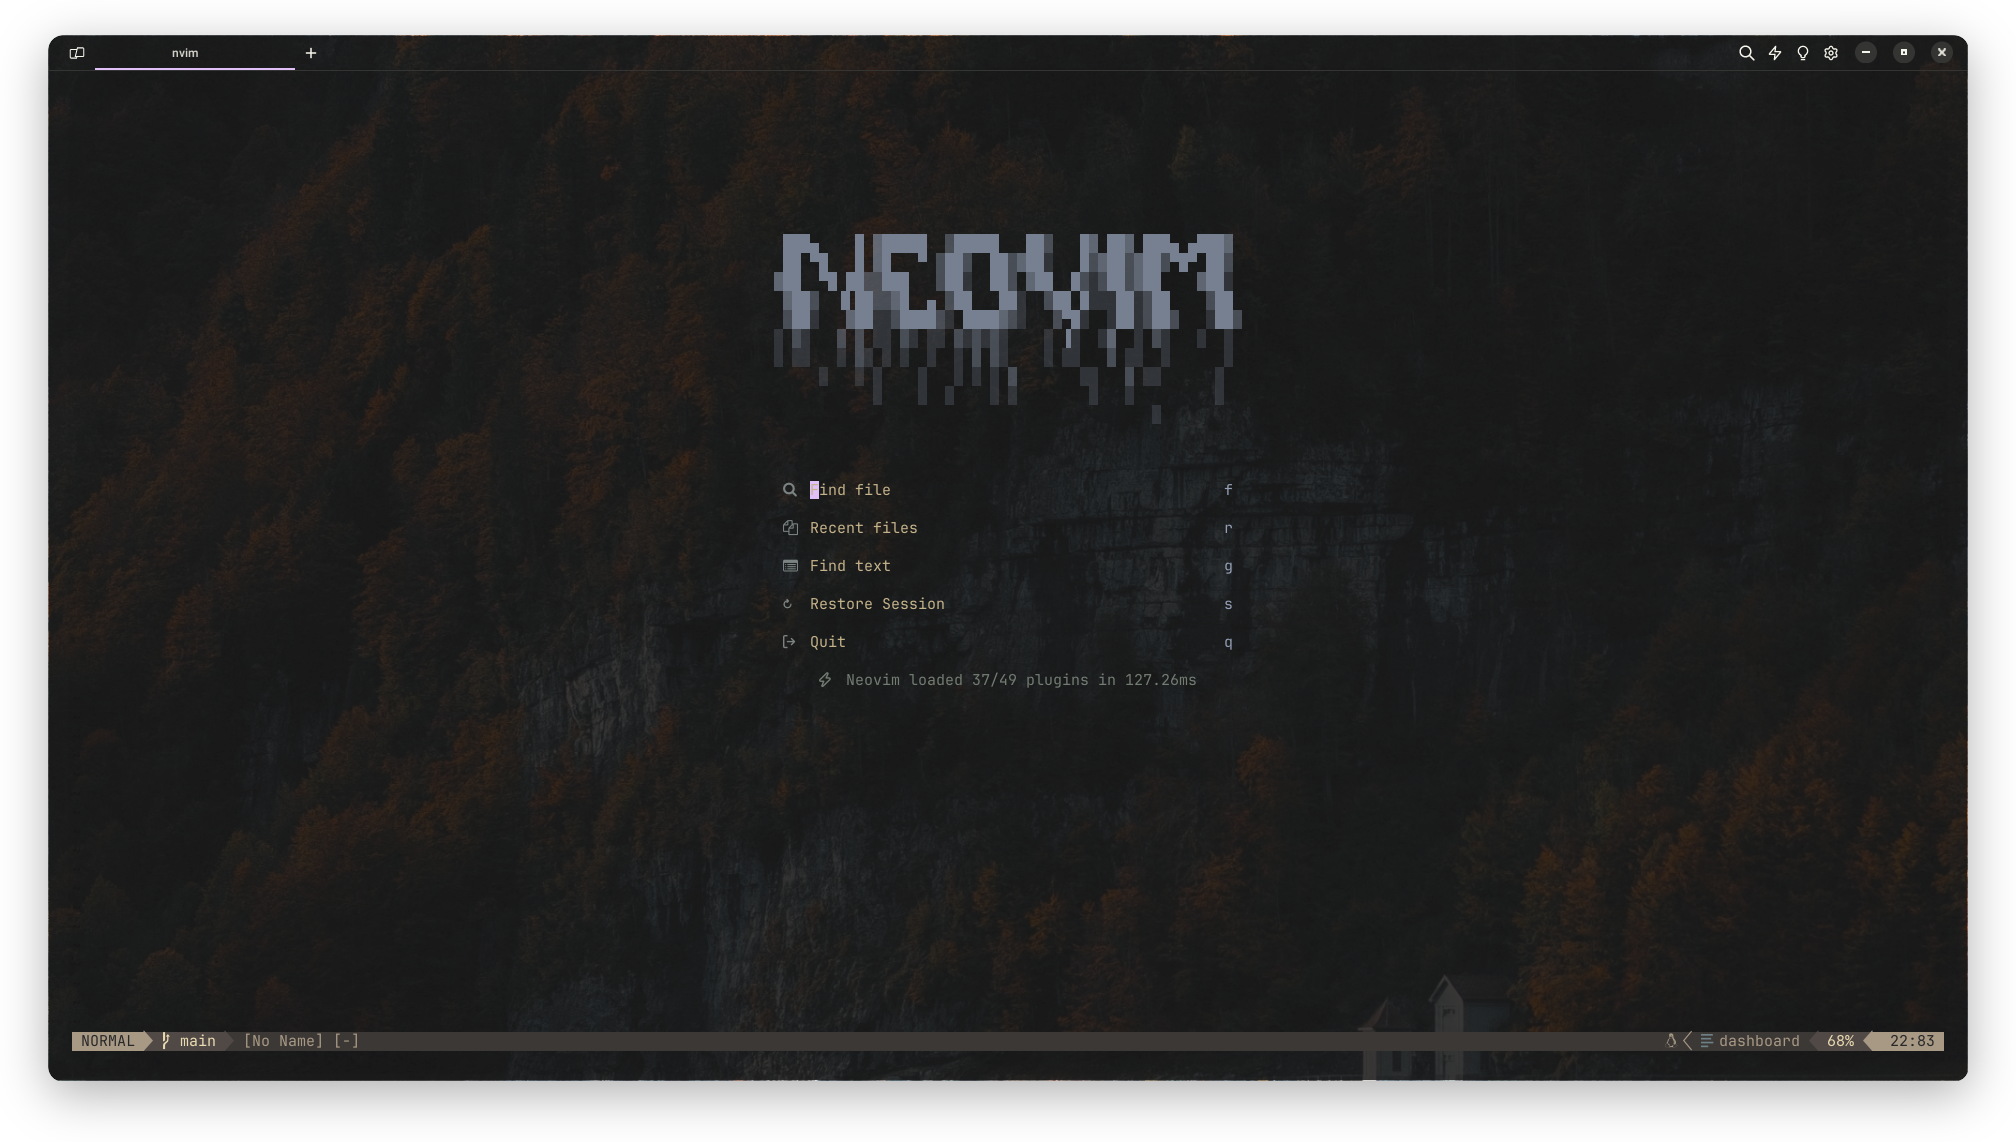 nvim
NEOVIM
Find file f
Recent files r
Find text g
Restore Session s
Quit q
Neovim loaded 37/49 plugins in 127.26ms
NORMAL main [No Name] [-] dashboard 68% 22:83